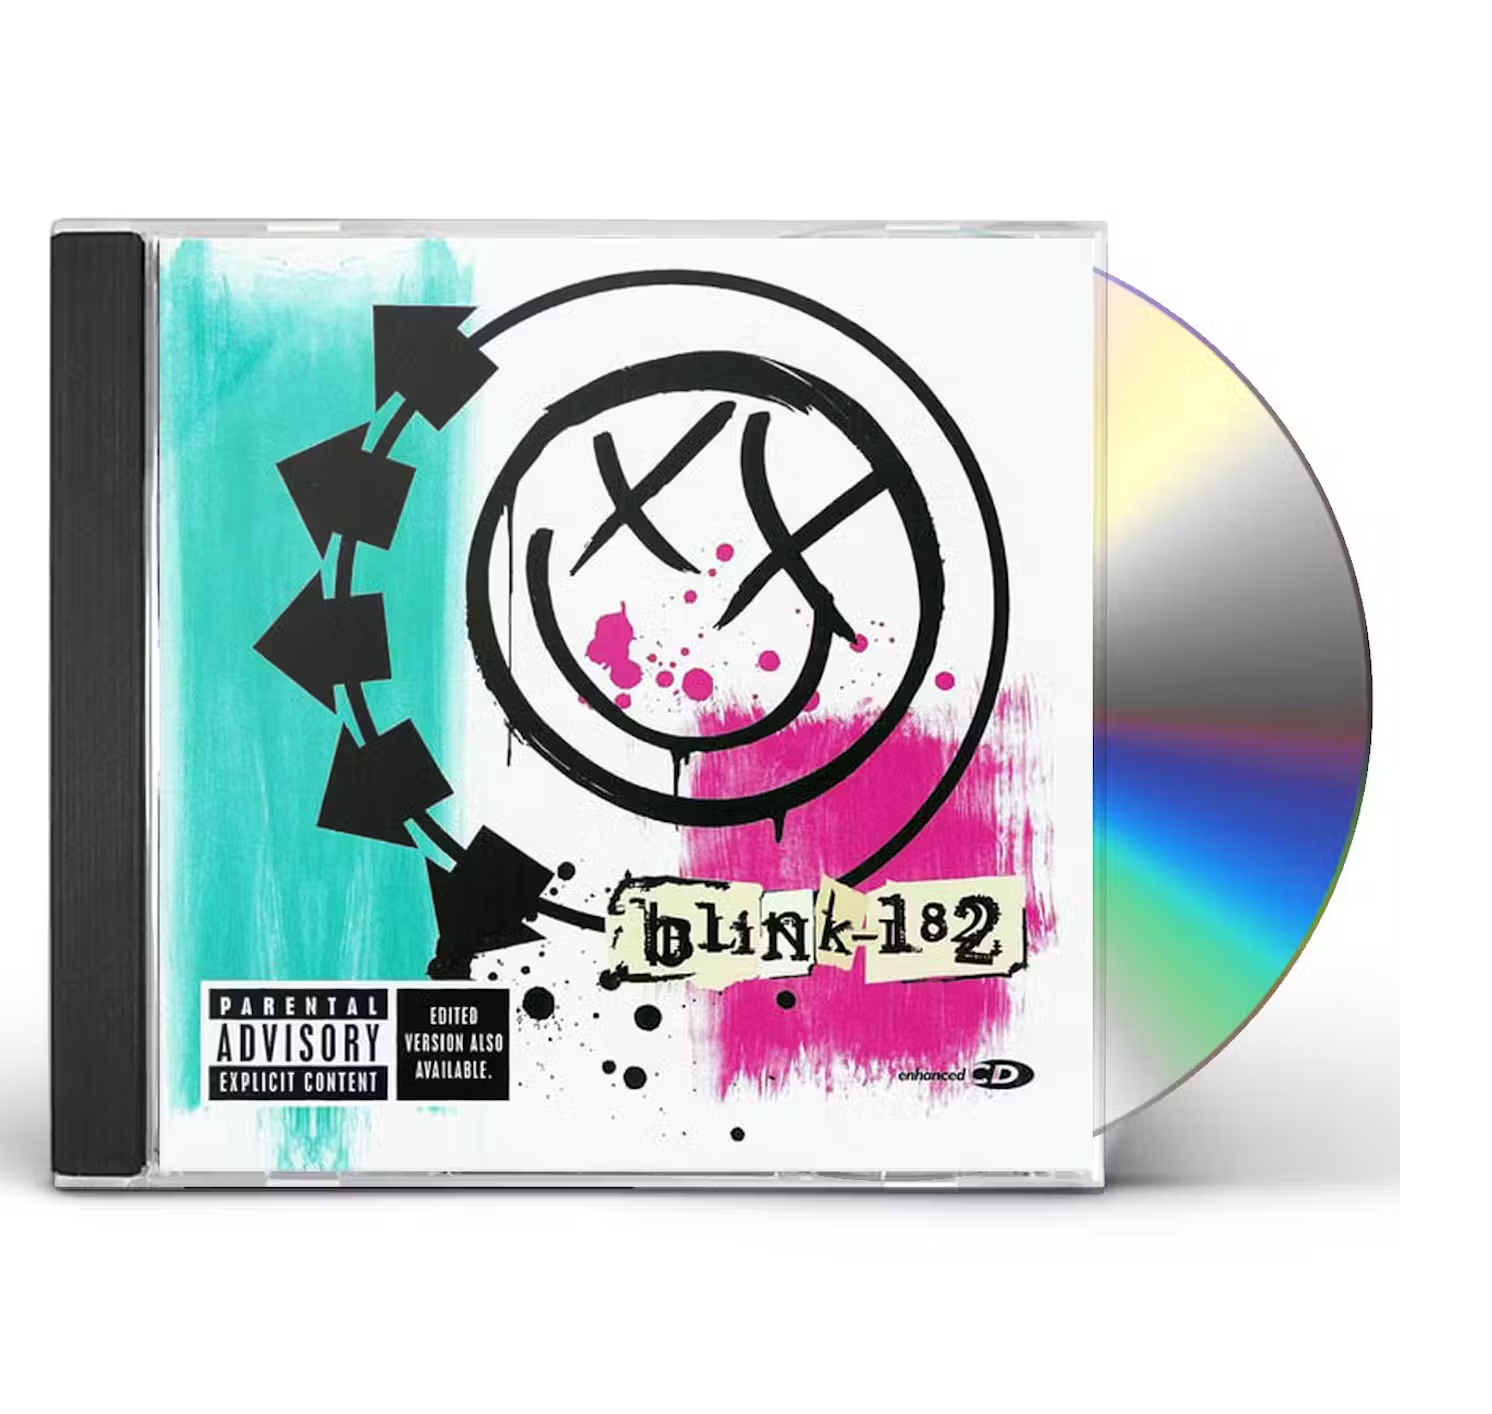 blink-182
PARENTAL
ADVISORY
EXPLICIT CONTENT
EDITED
VERSION ALSO
AVAILABLE.
enhanced CD